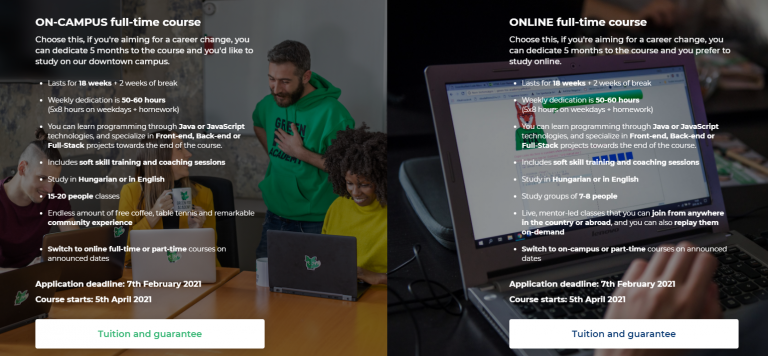 ON-CAMPUS full-time course
Choose this, if you're aiming for a career change, you
can dedicate 5 months to the course and you'd like to
study on our downtown campus.
• Lasts for 18 weeks + 2 weeks of break
• Weekly dedication is 50-60 hours
(5x8 hours on weekdays + homework)
• You can learn programming through Java or JavaScript
technologies, and specialize in Front-end, Back-end or
Full-Stack projects towards the end of the course.
• Includes soft skill training and coaching sessions
• Study in Hungarian or in English
• 15-20 people classes
• Endless amount of free coffee, table tennis and remarkable
community experience
• Switch to online full-time or part-time courses on
announced dates
Application deadline: 7th February 2021
Course starts: 5th April 2021
Tuition and guarantee
GREEN
ACADEMY
ONLINE full-time course
Choose this, if you're aiming for a career change, you
can dedicate 5 months to the course and you prefer to
study online.
• Lasts for 18 weeks + 2 weeks of break
• Weekly dedication is 50-60 hours
(5x8 hours on weekdays + homework)
• You can learn programming through Java or JavaScript
technologies, and specialize in Front-end, Back-end or
Full-Stack projects towards the end of the course.
• Includes soft skill training and coaching sessions
• Study in Hungarian or in English
• Study groups of 7-8 people
• Live, mentor-led classes that you can join from anywhere
in the country or abroad, and you can also replay them
on-demand
• Switch to on-campus or part-time courses on announced
dates
Application deadline: 7th February 2021
Course starts: 5th April 2021
Tuition and guarantee